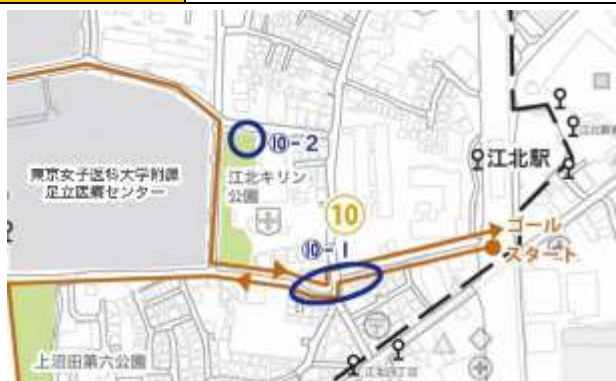 ⑩-2
東京女子医科大学附属
足立医療センター
江北キリン
公園
江北駅
10
⑩-1
ゴール
スタート
上沼田第六公園